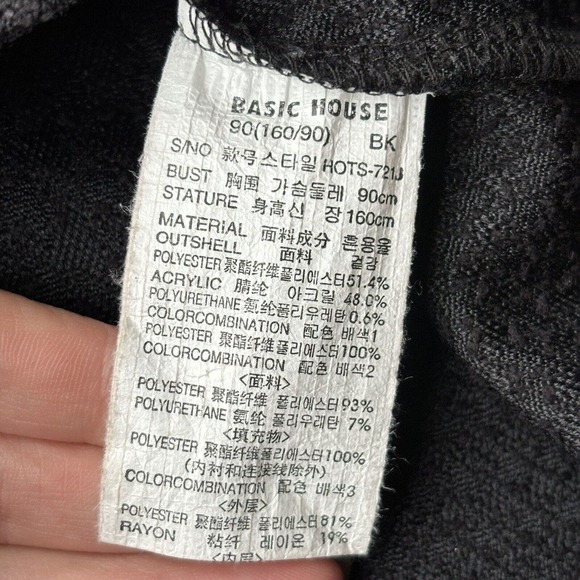 BASIC HOUSE
90(160/90) BK
S/NO 款号스타일 HOTS-721J
BUST 胸围 가슴둘레 90cm
STATURE 身高신 장160cm
MATERIAL 面料成分 혼용율
OUTSHELL 面料 겉감
POLYESTER 聚酯纤维폴리에스터51.4%
ACRYLIC 腈纶 아크릴 48.0%
POLYURETHANE 氨纶폴리우레탄 0.6%
COLORCOMBINATION 配色 배색1
POLYESTER 聚酯纤维폴리에스터100%
COLORCOMBINATION 配色 배색2
<面料>
POLYESTER 聚酯纤维 폴리에스터93%
POLYURETHANE 氨纶 폴리우레탄 7%
<填充物>
POLYESTER 聚酯纤维폴리에스터100%
(内衬和连接线除外)
COLORCOMBINATION 配色 배색3
<外层>
POLYESTER 聚酯纤维 폴리에스터81%
RAYON 粘纤 레이온 19%
<内层>